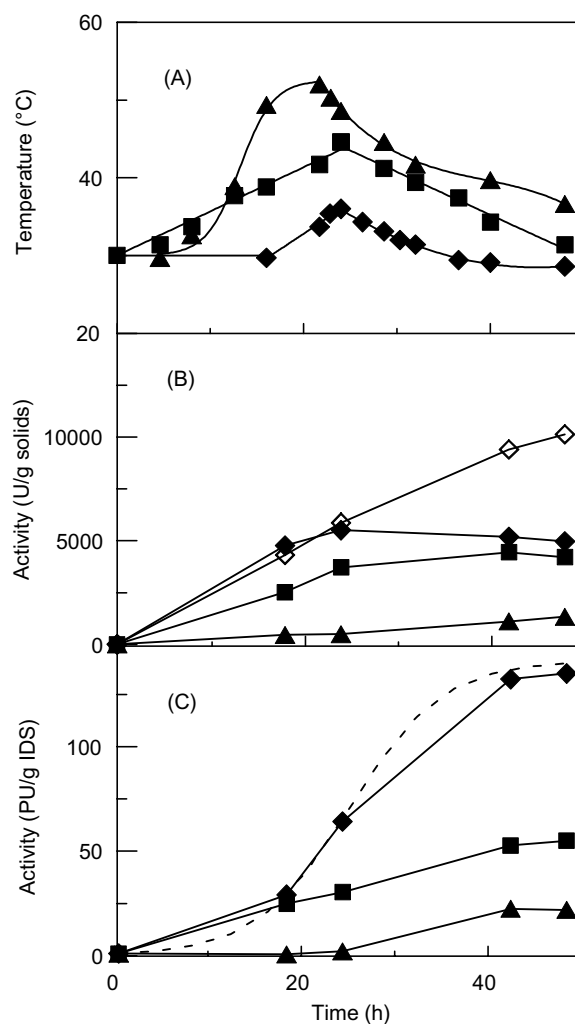 60
(A)
Temperature (°C)
40
20
(B)
10000
Activity (U/g solids)
5000
0
(C)
100
Activity (PU/g IDS)
50
0
0 20 40
Time (h)